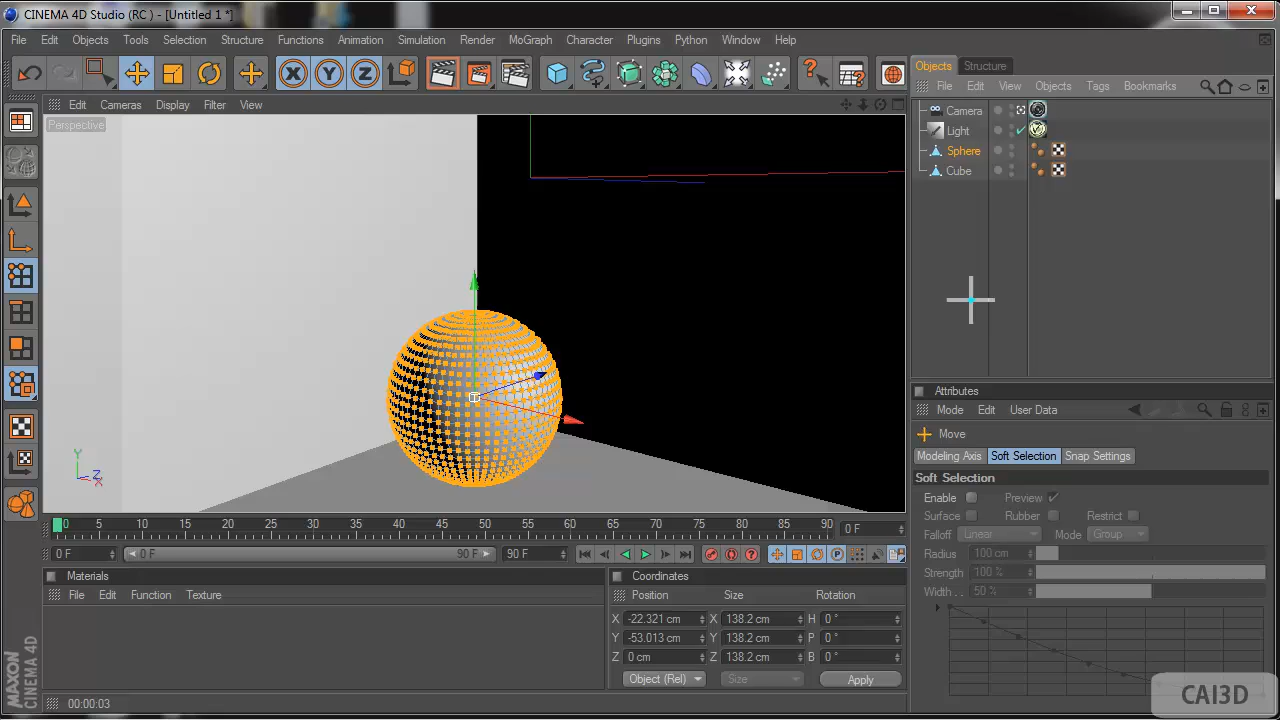 CINEMA 4D Studio (RC ) - [Untitled 1 *]
File Edit Objects Tools Selection Structure Functions Animation Simulation Render MoGraph Character Plugins Python Window Help
X Y Z
Objects Structure
File Edit View Objects Tags Bookmarks
Edit Cameras Display Filter View
Perspective
Camera
Light
Sphere
Cube
Y
Z
X
Attributes
Mode Edit User Data
Move
Modeling Axis Soft Selection Snap Settings
Soft Selection
Enable Preview
Surface Rubber Restrict
Falloff Linear Mode Group
Radius 100 cm
Strength 100 %
Width . . 50 %
0 5 10 15 20 25 30 35 40 45 50 55 60 65 70 75 80 85 90 0 F
0 F 0 F 90 F 90 F
Materials
File Edit Function Texture
Coordinates
Position Size Rotation
X -22.321 cm X 138.2 cm H 0 °
Y -53.013 cm Y 138.2 cm P 0 °
Z 0 cm Z 138.2 cm B 0 °
Object (Rel) Size Apply
MAXON
CINEMA 4D
00:00:03
CAI3D